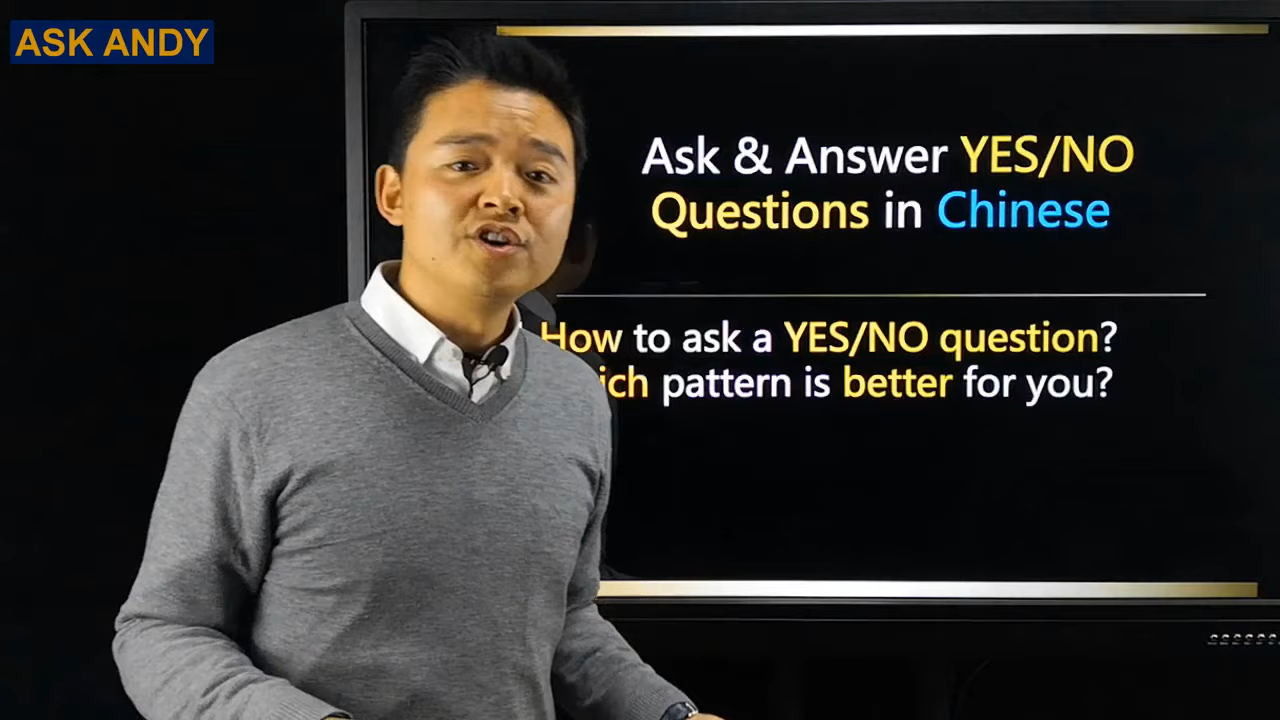 ASK ANDY
Ask & Answer YES/NO
Questions in Chinese
How to ask a YES/NO question?
pattern is better for you?